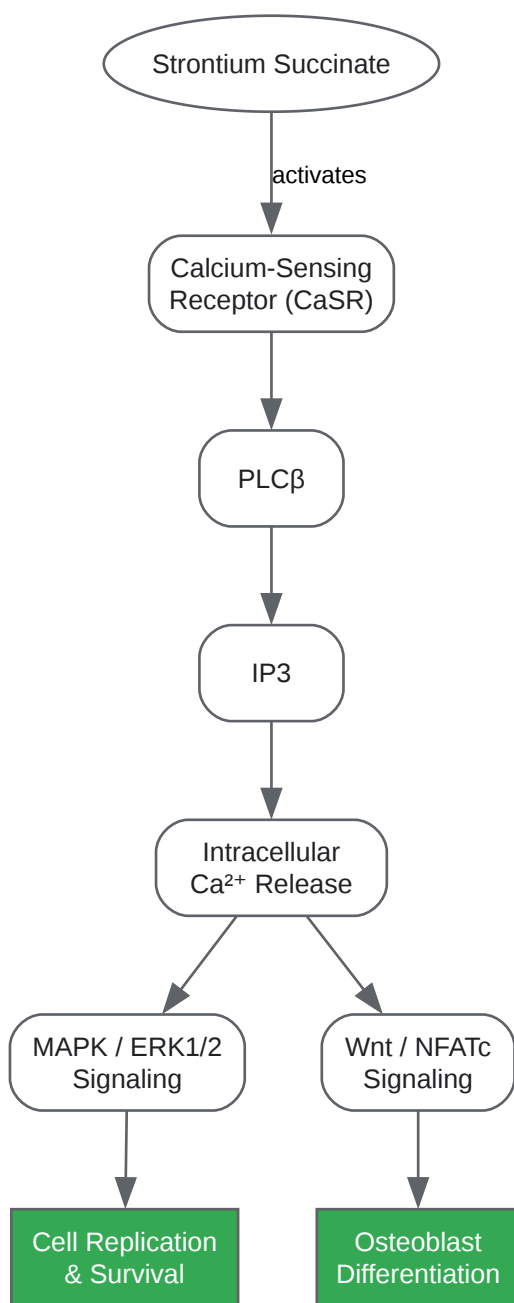 Strontium Succinate
activates
Calcium-Sensing
Receptor (CaSR)
PLCβ
IP3
Intracellular
Ca²⁺ Release
MAPK / ERK1/2
Signaling
Wnt / NFATc
Signaling
Cell Replication
& Survival
Osteoblast
Differentiation